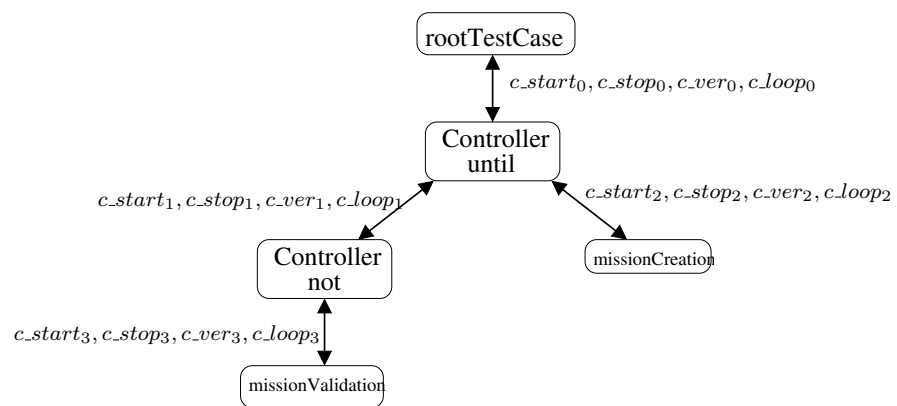 rootTestCase
c_start₀, c_stop₀, c_ver₀, c_loop₀
Controller
until
c_start₁, c_stop₁, c_ver₁, c_loop₁
c_start₂, c_stop₂, c_ver₂, c_loop₂
Controller
not
missionCreation
c_start₃, c_stop₃, c_ver₃, c_loop₃
missionValidation